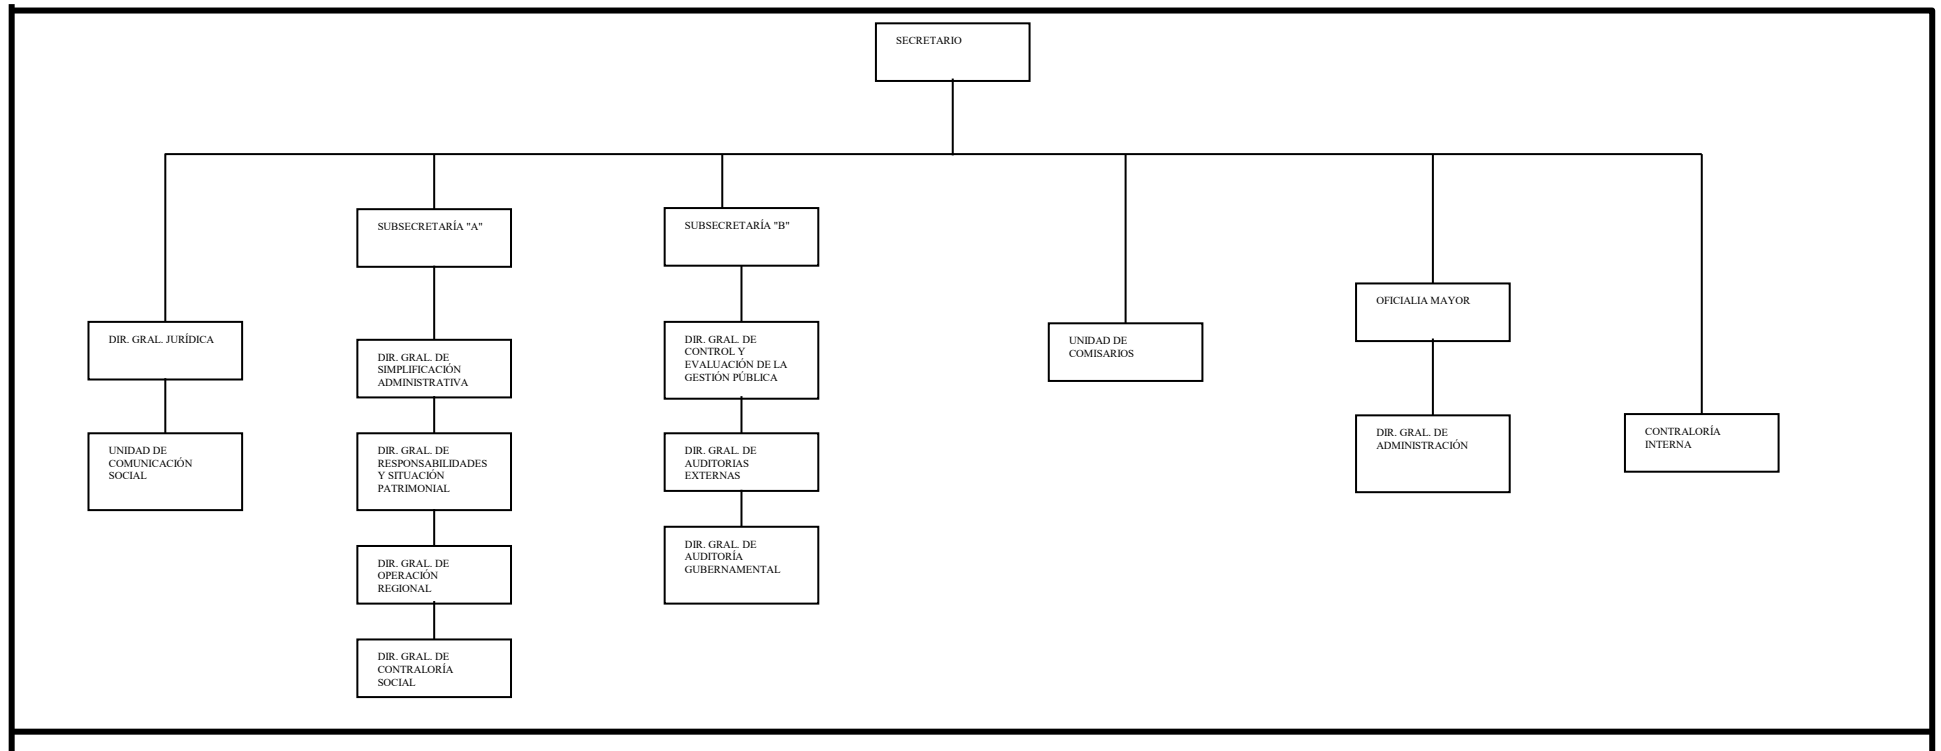 SECRETARIO
SUBSECRETARÍA "A"
SUBSECRETARÍA "B"
OFICIALIA MAYOR
DIR. GRAL. JURÍDICA
DIR. GRAL. DE
SIMPLIFICACIÓN
ADMINISTRATIVA
DIR. GRAL. DE
CONTROL Y
EVALUACIÓN DE LA
GESTIÓN PÚBLICA
UNIDAD DE
COMISARIOS
UNIDAD DE
COMUNICACIÓN
SOCIAL
DIR. GRAL. DE
RESPONSABILIDADES
Y SITUACIÓN
PATRIMONIAL
DIR. GRAL. DE
AUDITORIAS
EXTERNAS
DIR. GRAL. DE
ADMINISTRACIÓN
CONTRALORÍA
INTERNA
DIR. GRAL. DE
OPERACIÓN
REGIONAL
DIR. GRAL. DE
AUDITORÍA
GUBERNAMENTAL
DIR. GRAL. DE
CONTRALORÍA
SOCIAL